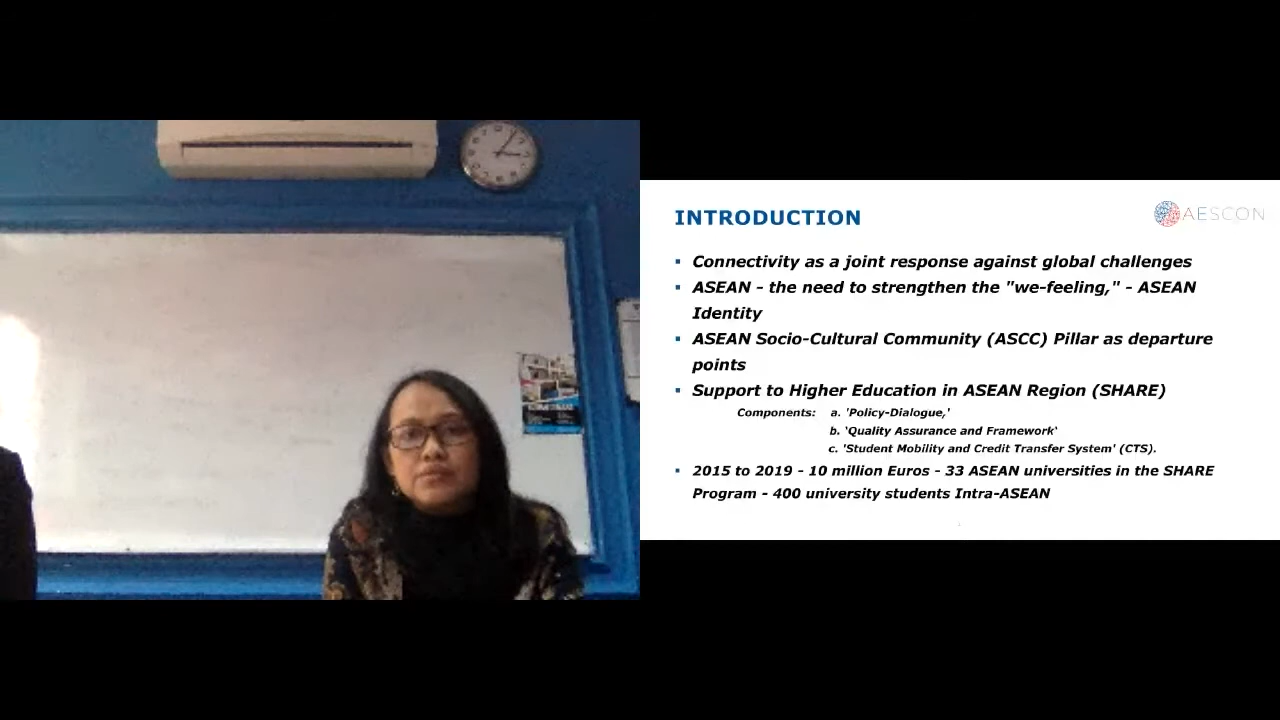 INTRODUCTION
AESCON
▪ Connectivity as a joint response against global challenges
▪ ASEAN - the need to strengthen the "we-feeling," - ASEAN
Identity
▪ ASEAN Socio-Cultural Community (ASCC) Pillar as departure
points
▪ Support to Higher Education in ASEAN Region (SHARE)
Components: a. 'Policy-Dialogue,'
b. 'Quality Assurance and Framework'
c. 'Student Mobility and Credit Transfer System' (CTS).
▪ 2015 to 2019 - 10 million Euros - 33 ASEAN universities in the SHARE
Program - 400 university students Intra-ASEAN